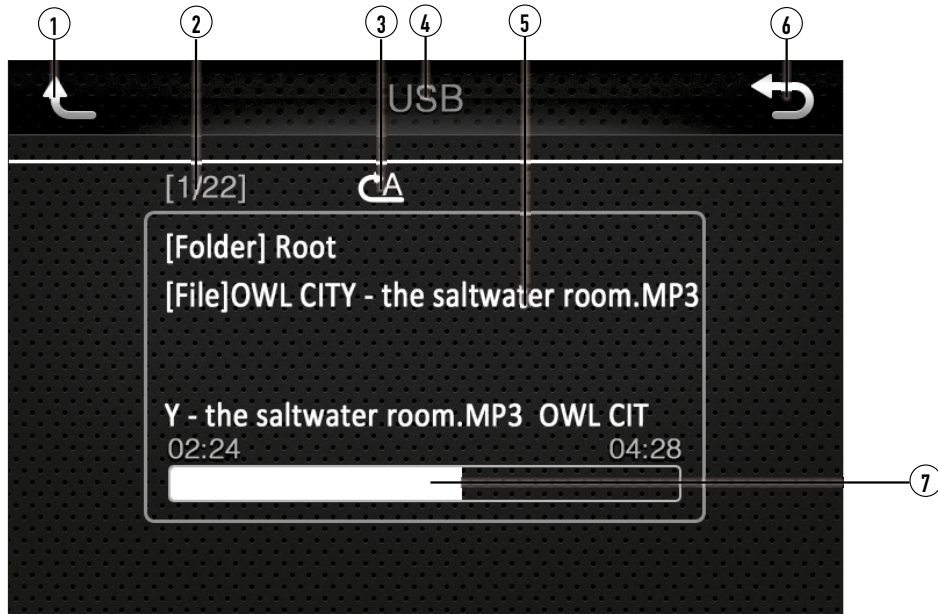 1 2 3 4 5 6
USB
[1/22] A
[Folder] Root
[File]OWL CITY - the saltwater room.MP3
Y - the saltwater room.MP3 OWL CIT
02:24 04:28
7